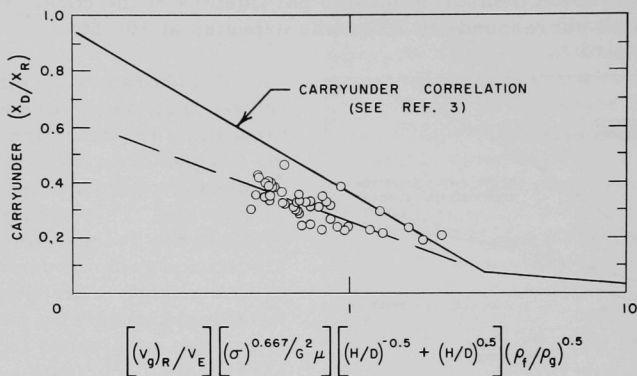 1.0
0.8
0.6
0.4
0.2
0
1
10
CARRYUNDER (X_D/X_R)
CARRYUNDER CORRELATION
(SEE REF. 3)
[(V_g)_R/V_E] [(σ)^0.667/G^2 μ] [(H/D)^-0.5 + (H/D)^0.5] (ρ_f/ρ_g)^0.5